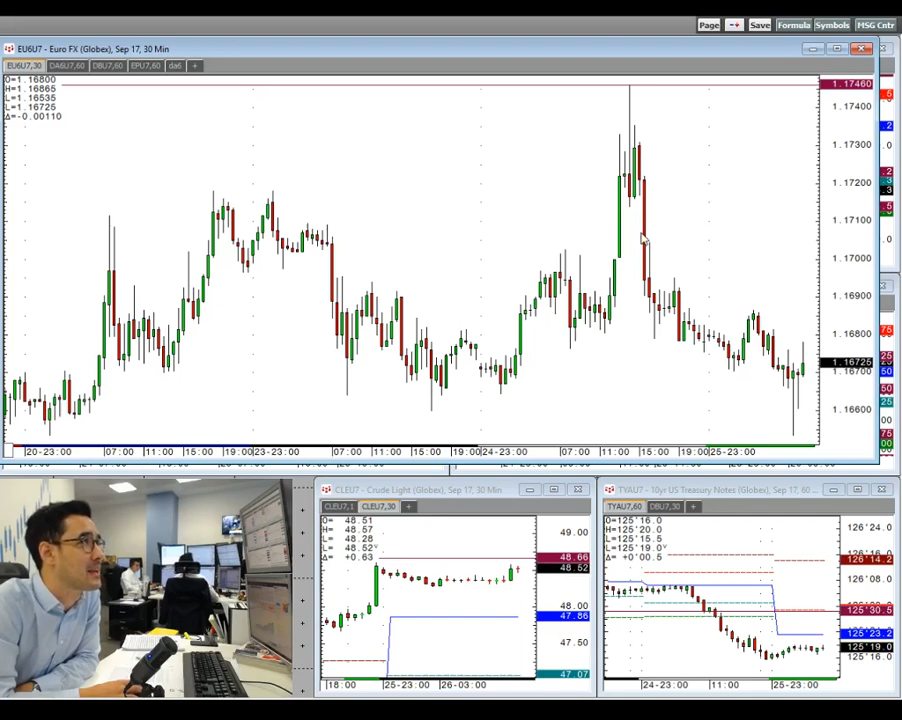 Page Save Formula Symbols MSG Cntr
EU6U7 - Euro FX (Globex), Sep 17, 30 Min
EU6U7,30 DA6U7,60 DBU7,60 EPU7,60 da6 +
O=1.16800
H=1.16865
L=1.16535
L=1.16725
Δ=-0.00110
1.17460
1.17400
1.17300
1.17200
1.17100
1.17000
1.16900
1.16800
1.16725
1.16700
1.16600
20-23:00 07:00 11:00 15:00 19:00 23-23:00 07:00 11:00 15:00 19:00 24-23:00 07:00 11:00 15:00 19:00 25-23:00
CLEU7,30 - Crude Light (Globex), Sep 17, 30 Min
CLEU7,1 CLEU7,30 +
O= 48.51
H= 48.57
L= 48.28
L= 48.52
Δ= +0.63
49.00
48.66
48.52
48.00
47.86
47.50
47.07
18:00 25-23:00 26-03:00
TYAU7,60 - 10yr US Treasury Notes (Globex), Sep 17, 60 ...
TYAU7,60 DBU7,30 +
O=125'16.0
H=125'20.0
L=125'15.5
L=125'19.0
Δ= +0'00.5
126'24.0
126'14.2
126'08.0
125'30.5
125'23.2
125'19.0
125'16.0
24-23:00 11:00 25-23:00